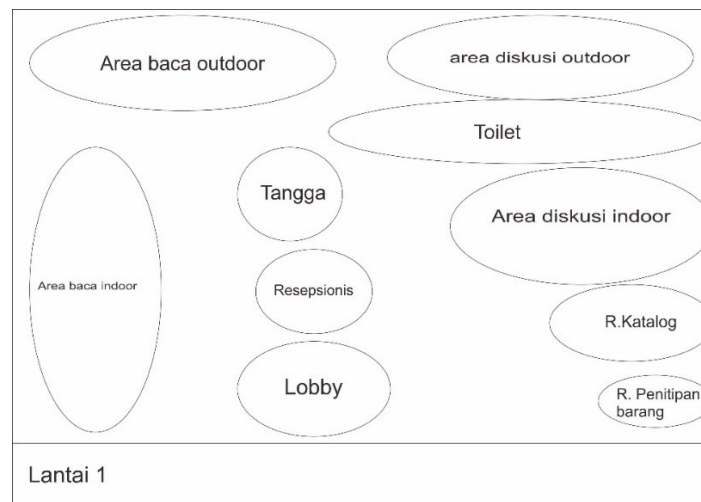 Area baca outdoor
area diskusi outdoor
Toilet
Tangga
Area diskusi indoor
Area baca indoor
Resepsionis
R.Katalog
Lobby
R. Penitipan
barang
Lantai 1